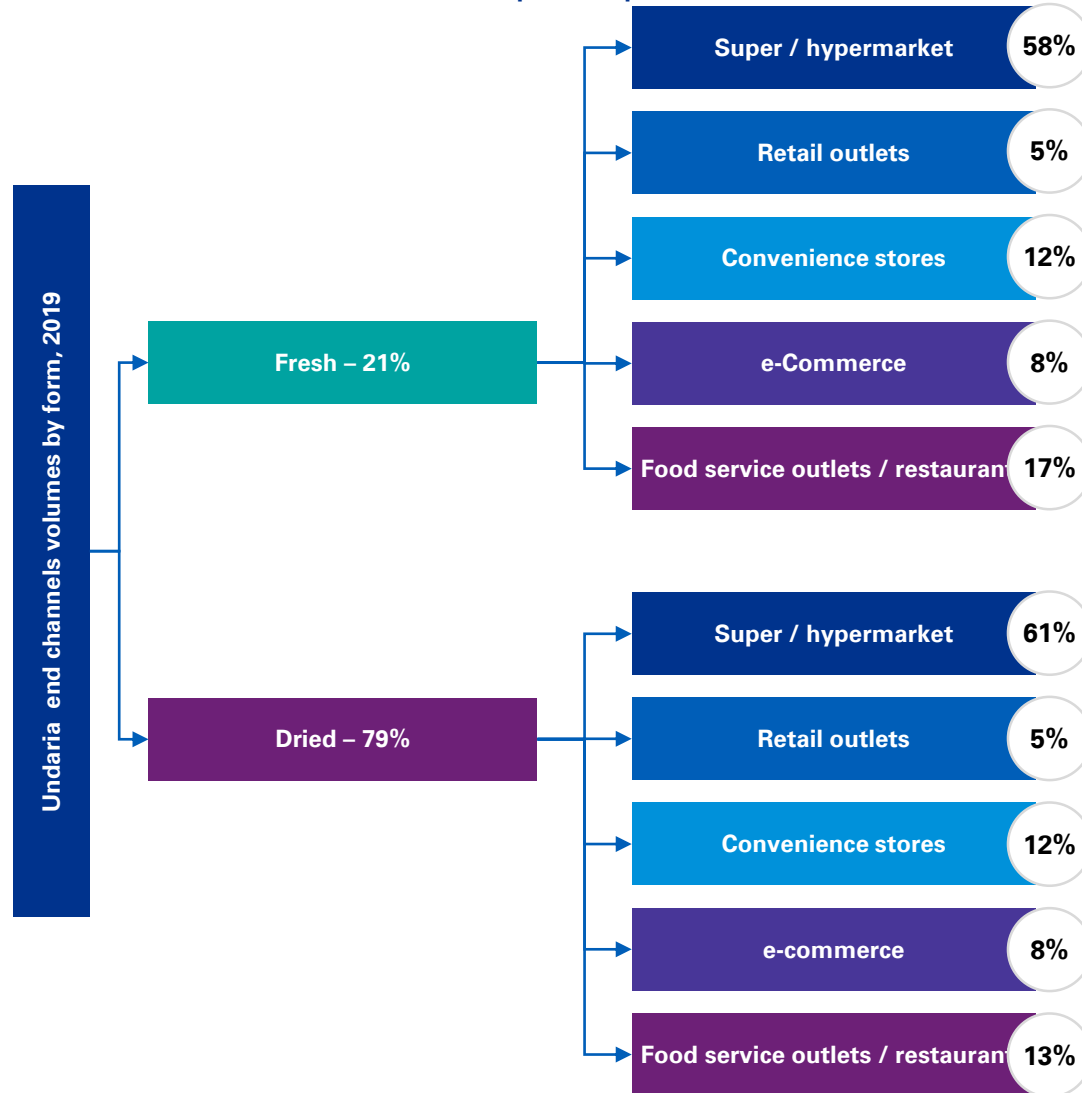 Undaria end channels volumes by form, 2019
Fresh – 21%
Super / hypermarket 58%
Retail outlets 5%
Convenience stores 12%
e-Commerce 8%
Food service outlets / restaurant 17%
Dried – 79%
Super / hypermarket 61%
Retail outlets 5%
Convenience stores 12%
e-commerce 8%
Food service outlets / restaurant 13%